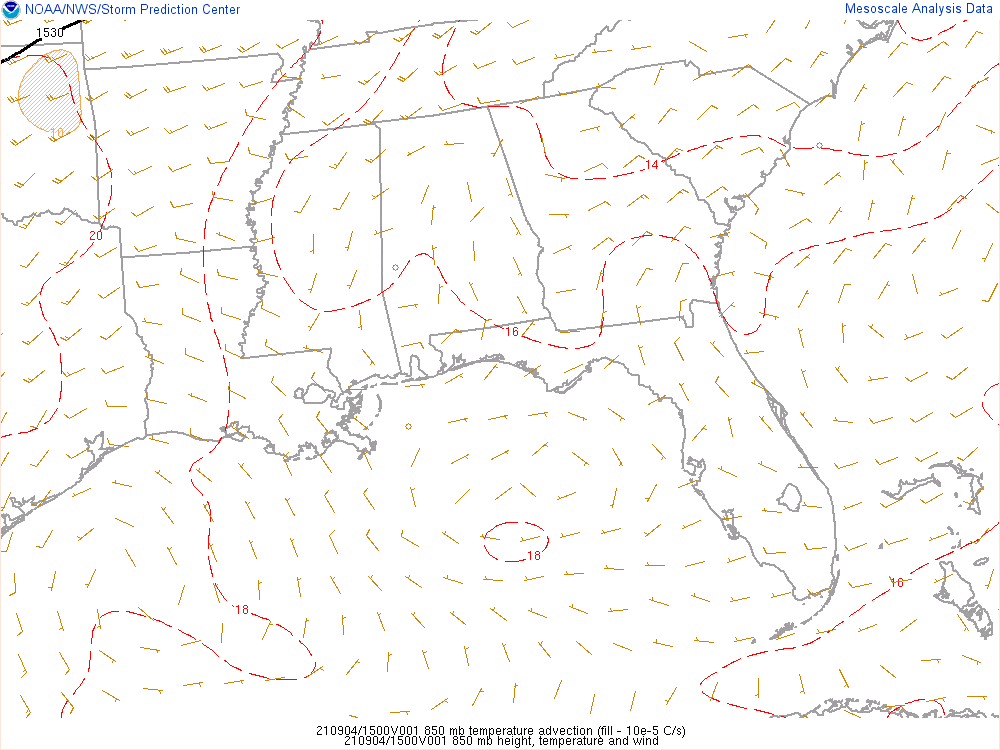 NOAA/NWS/Storm Prediction Center
Mesoscale Analysis Data
1530
10
14
20
16
18
16
18
210904/1500V001 850 mb temperature advection (fill - 10e-5 C/s)
210904/1500V001 850 mb height, temperature and wind